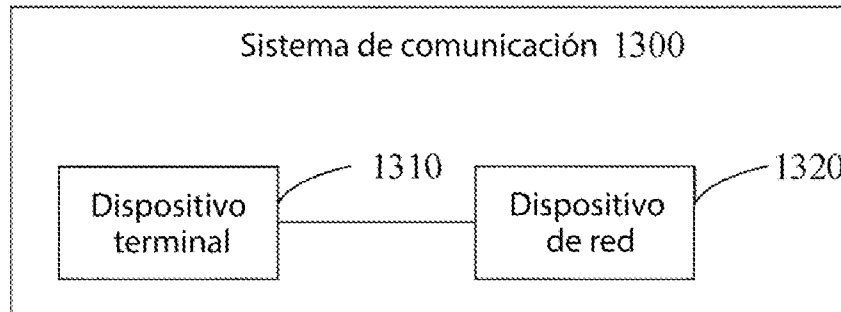 Sistema de comunicación 1300
1310
1320
Dispositivo
terminal
Dispositivo
de red